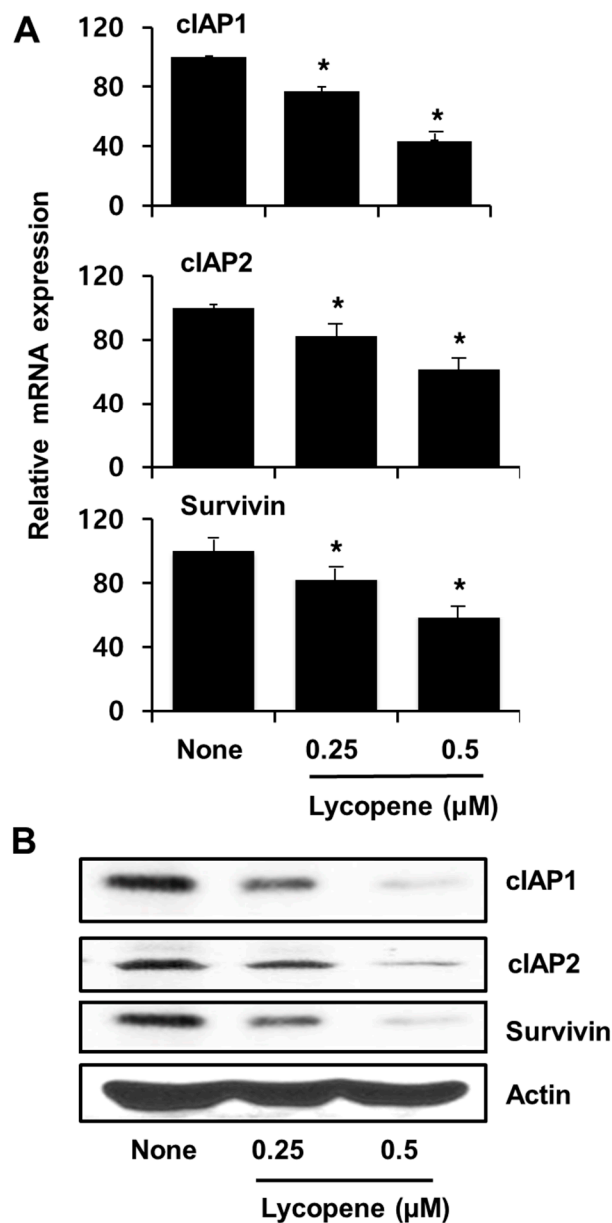 A
cIAP1
120
*
80
*
40
0
Relative mRNA expression
cIAP2
120
*
80
*
40
0
Survivin
120
*
80
*
40
0
None 0.25 0.5
Lycopene (µM)
B
cIAP1
cIAP2
Survivin
Actin
None 0.25 0.5
Lycopene (µM)